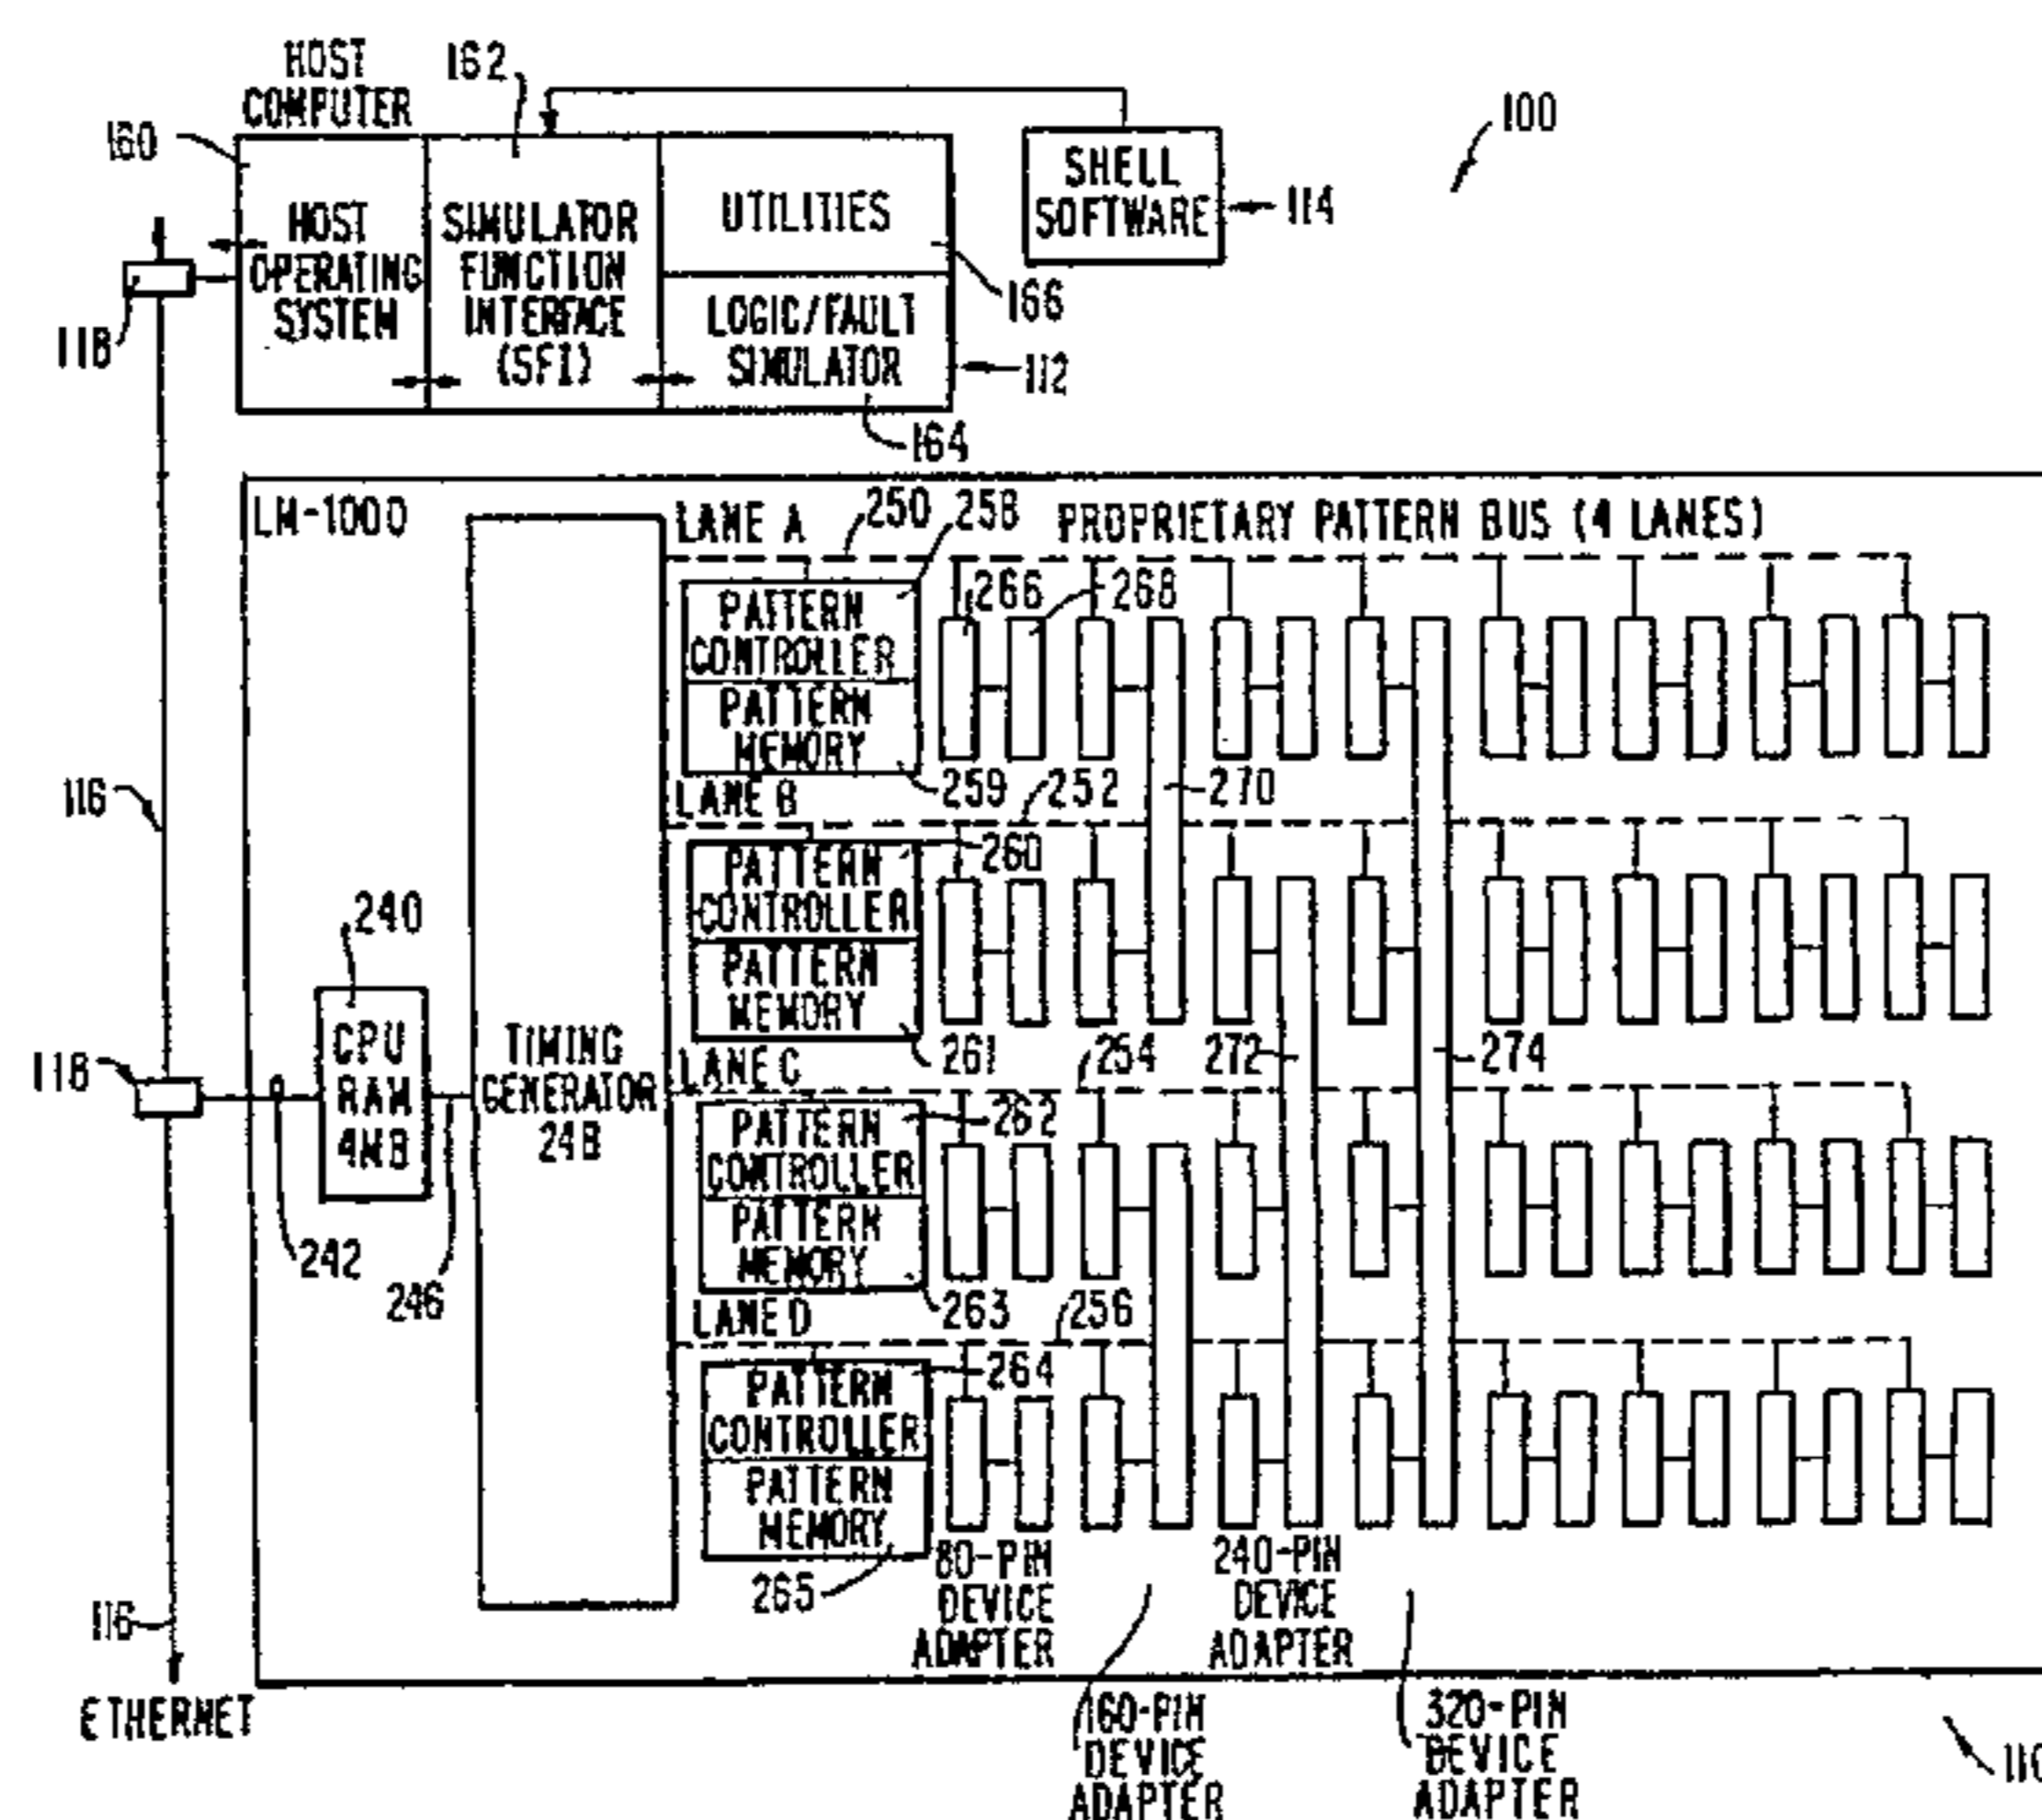 HOST
COMPUTER
162
160
100
SHELL
SOFTWARE
114
HOST
OPERATING
SYSTEM
SIMULATOR
FUNCTION
INTERFACE
(SFI)
UTILITIES
166
LOGIC/FAULT
SIMULATOR
112
118
164
LM-1000
LANE A
250
258
PROPRIETARY PATTERN BUS (4 LANES)
PATTERN
CONTROLLER
266
268
PATTERN
MEMORY
259
252
270
116
LANE B
PATTERN
CONTROLLER
260
240
PATTERN
MEMORY
261
254
272
274
118
CPU
RAM
4MB
TIMING
GENERATOR
248
LANE C
PATTERN
CONTROLLER
262
PATTERN
MEMORY
242
246
263
256
LANE D
PATTERN
CONTROLLER
264
PATTERN
MEMORY
265
80-PIN
DEVICE
ADAPTER
240-PIN
DEVICE
ADAPTER
116
ETHERNET
160-PIN
DEVICE
ADAPTER
320-PIN
DEVICE
ADAPTER
110